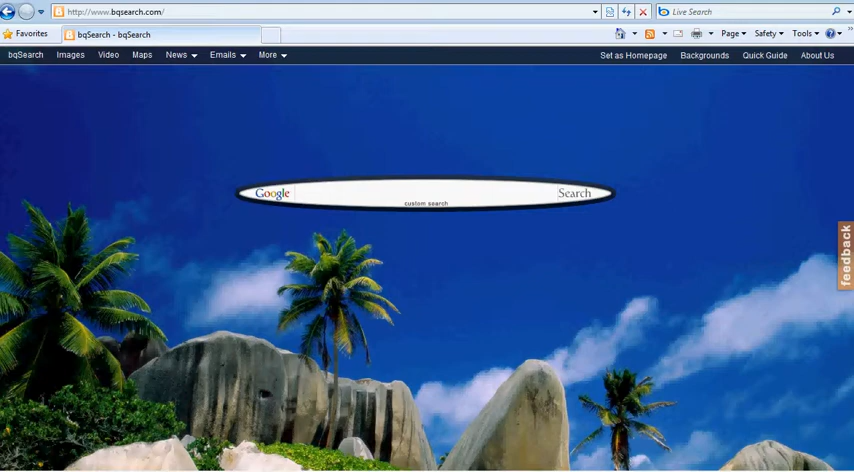 http://www.bqsearch.com/
Live Search
Favorites
bqSearch - bqSearch
Page
Safety
Tools
bqSearch
Images
Video
Maps
News
Emails
More
Set as Homepage
Backgrounds
Quick Guide
About Us
Google
Search
custom search
feedback